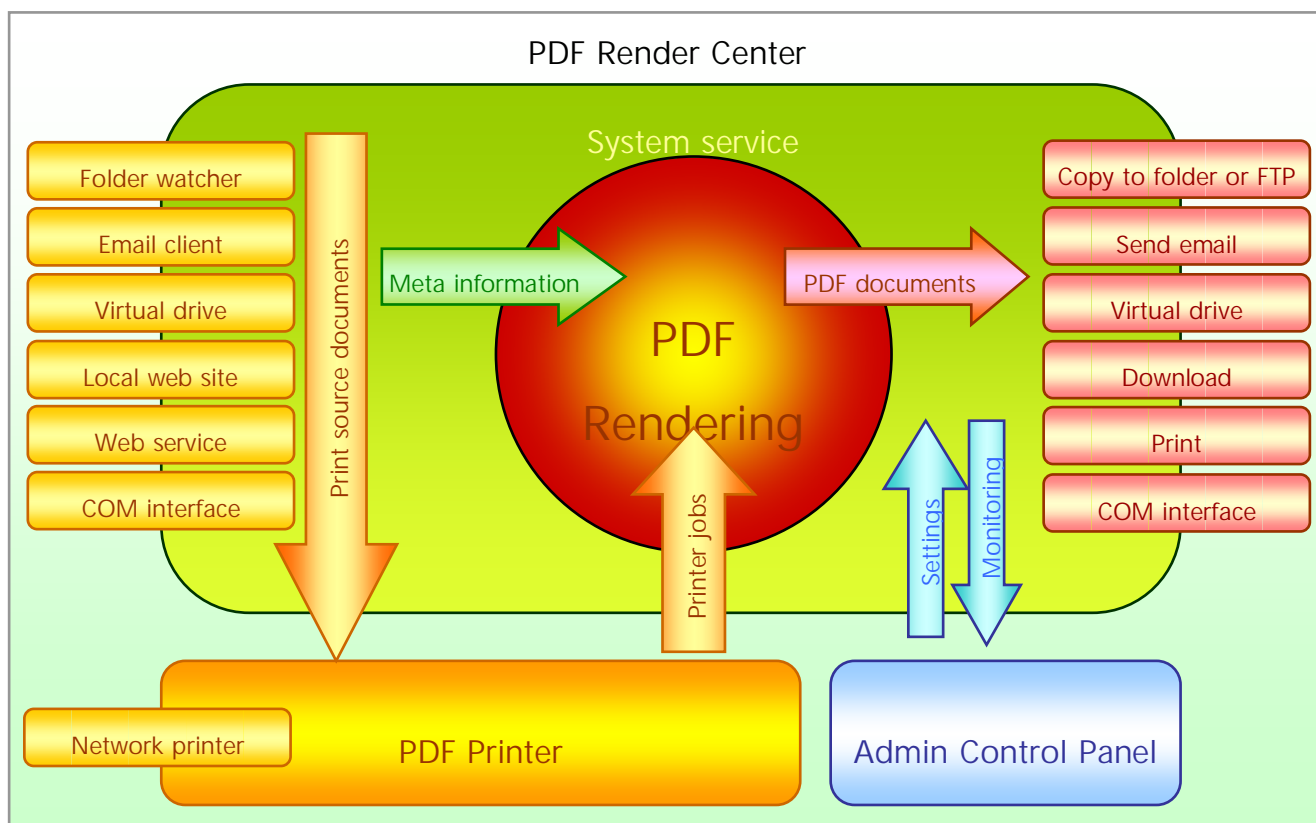 PDF Render Center
System service
Folder watcher
Email client
Virtual drive
Local web site
Web service
COM interface
Print source documents
Meta information
PDF
Rendering
PDF documents
Printer jobs
Settings
Monitoring
Copy to folder or FTP
Send email
Virtual drive
Download
Print
COM interface
Network printer
PDF Printer
Admin Control Panel